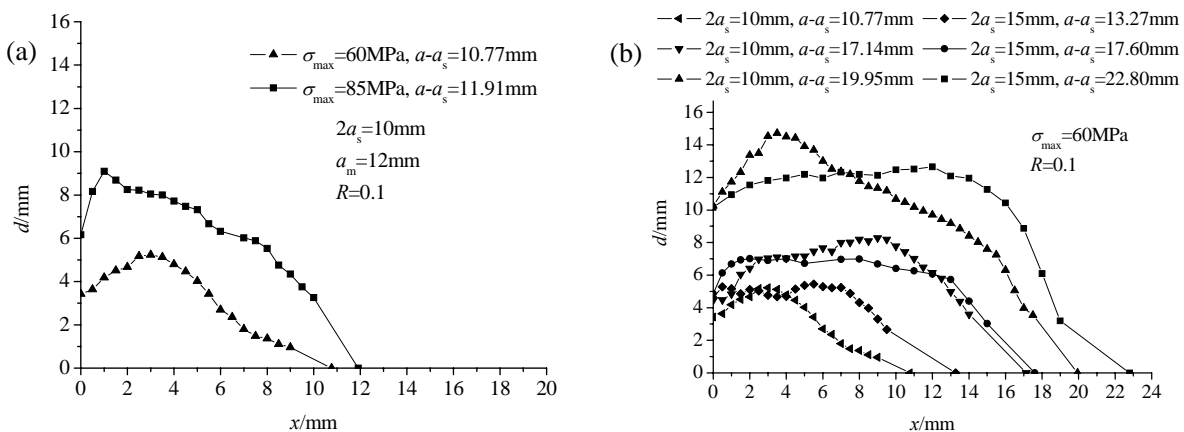 (a)
σmax=60MPa, a-as=10.77mm
σmax=85MPa, a-as=11.91mm
2as=10mm
am=12mm
R=0.1
16
14
12
10
8
6
4
2
0
d/mm
0 2 4 6 8 10 12 14 16 18 20
x/mm
(b)
2as=10mm, a-as=10.77mm 2as=15mm, a-as=13.27mm
2as=10mm, a-as=17.14mm 2as=15mm, a-as=17.60mm
2as=10mm, a-as=19.95mm 2as=15mm, a-as=22.80mm
σmax=60MPa
R=0.1
16
14
12
10
8
6
4
2
0
d/mm
0 2 4 6 8 10 12 14 16 18 20 22 24
x/mm